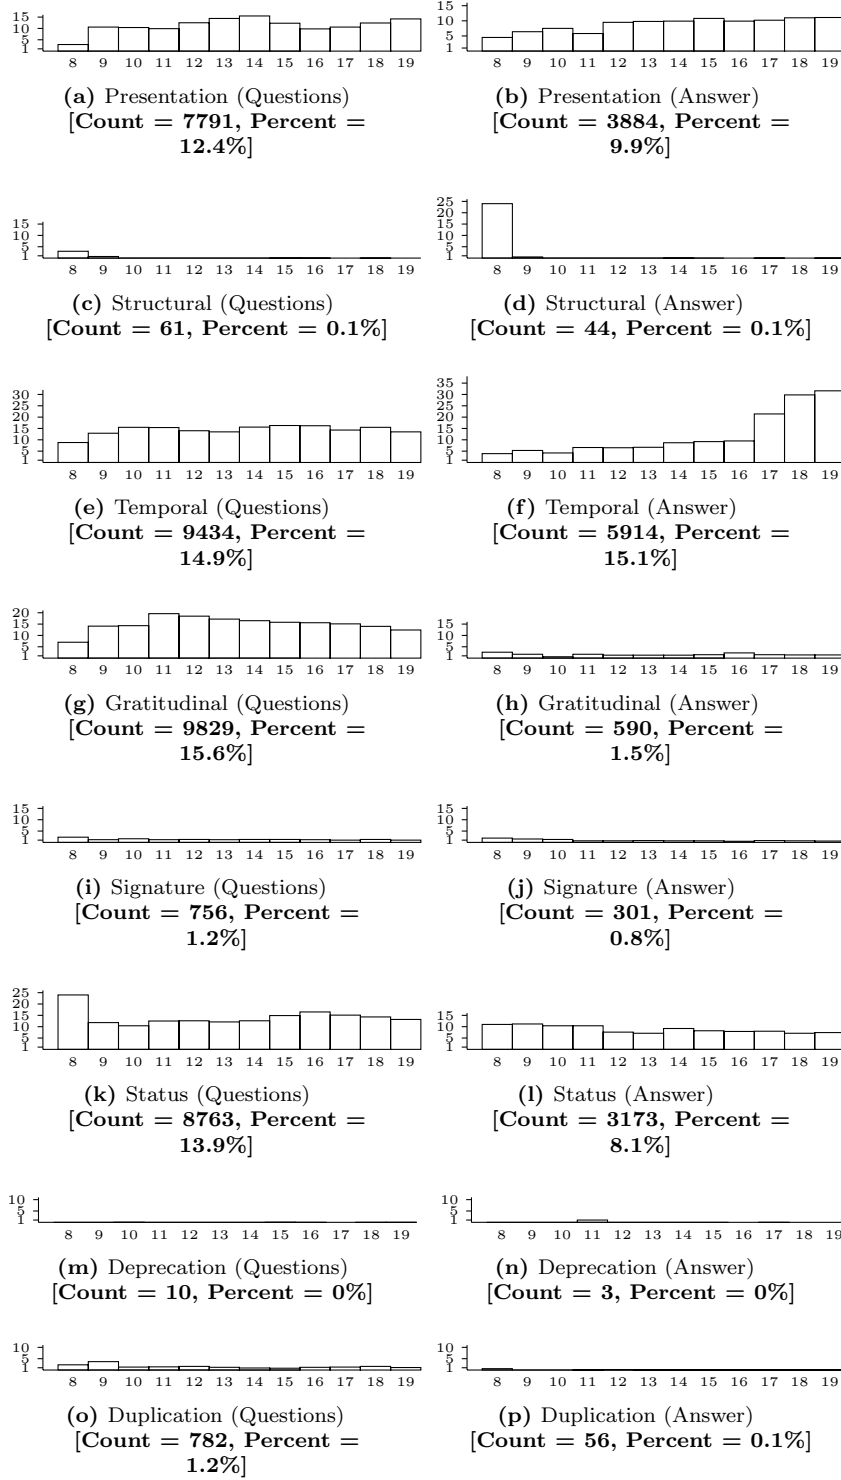 15
10
5
1
8 9 10 11 12 13 14 15 16 17 18 19
(a) Presentation (Questions)
[Count = 7791, Percent =
12.4%]
15
10
5
1
8 9 10 11 12 13 14 15 16 17 18 19
(b) Presentation (Answer)
[Count = 3884, Percent =
9.9%]
15
10
5
1
8 9 10 11 12 13 14 15 16 17 18 19
(c) Structural (Questions)
[Count = 61, Percent = 0.1%]
25
20
15
10
5
1
8 9 10 11 12 13 14 15 16 17 18 19
(d) Structural (Answer)
[Count = 44, Percent = 0.1%]
30
25
20
15
10
5
1
8 9 10 11 12 13 14 15 16 17 18 19
(e) Temporal (Questions)
[Count = 9434, Percent =
14.9%]
35
30
25
20
15
10
5
1
8 9 10 11 12 13 14 15 16 17 18 19
(f) Temporal (Answer)
[Count = 5914, Percent =
15.1%]
20
15
10
5
1
8 9 10 11 12 13 14 15 16 17 18 19
(g) Gratitudinal (Questions)
[Count = 9829, Percent =
15.6%]
15
10
5
1
8 9 10 11 12 13 14 15 16 17 18 19
(h) Gratitudinal (Answer)
[Count = 590, Percent =
1.5%]
15
10
5
1
8 9 10 11 12 13 14 15 16 17 18 19
(i) Signature (Questions)
[Count = 756, Percent =
1.2%]
15
10
5
1
8 9 10 11 12 13 14 15 16 17 18 19
(j) Signature (Answer)
[Count = 301, Percent =
0.8%]
25
20
15
10
5
1
8 9 10 11 12 13 14 15 16 17 18 19
(k) Status (Questions)
[Count = 8763, Percent =
13.9%]
15
10
5
1
8 9 10 11 12 13 14 15 16 17 18 19
(l) Status (Answer)
[Count = 3173, Percent =
8.1%]
10
5
1
8 9 10 11 12 13 14 15 16 17 18 19
(m) Deprecation (Questions)
[Count = 10, Percent = 0%]
10
5
1
8 9 10 11 12 13 14 15 16 17 18 19
(n) Deprecation (Answer)
[Count = 3, Percent = 0%]
10
5
1
8 9 10 11 12 13 14 15 16 17 18 19
(o) Duplication (Questions)
[Count = 782, Percent =
1.2%]
10
5
1
8 9 10 11 12 13 14 15 16 17 18 19
(p) Duplication (Answer)
[Count = 56, Percent = 0.1%]